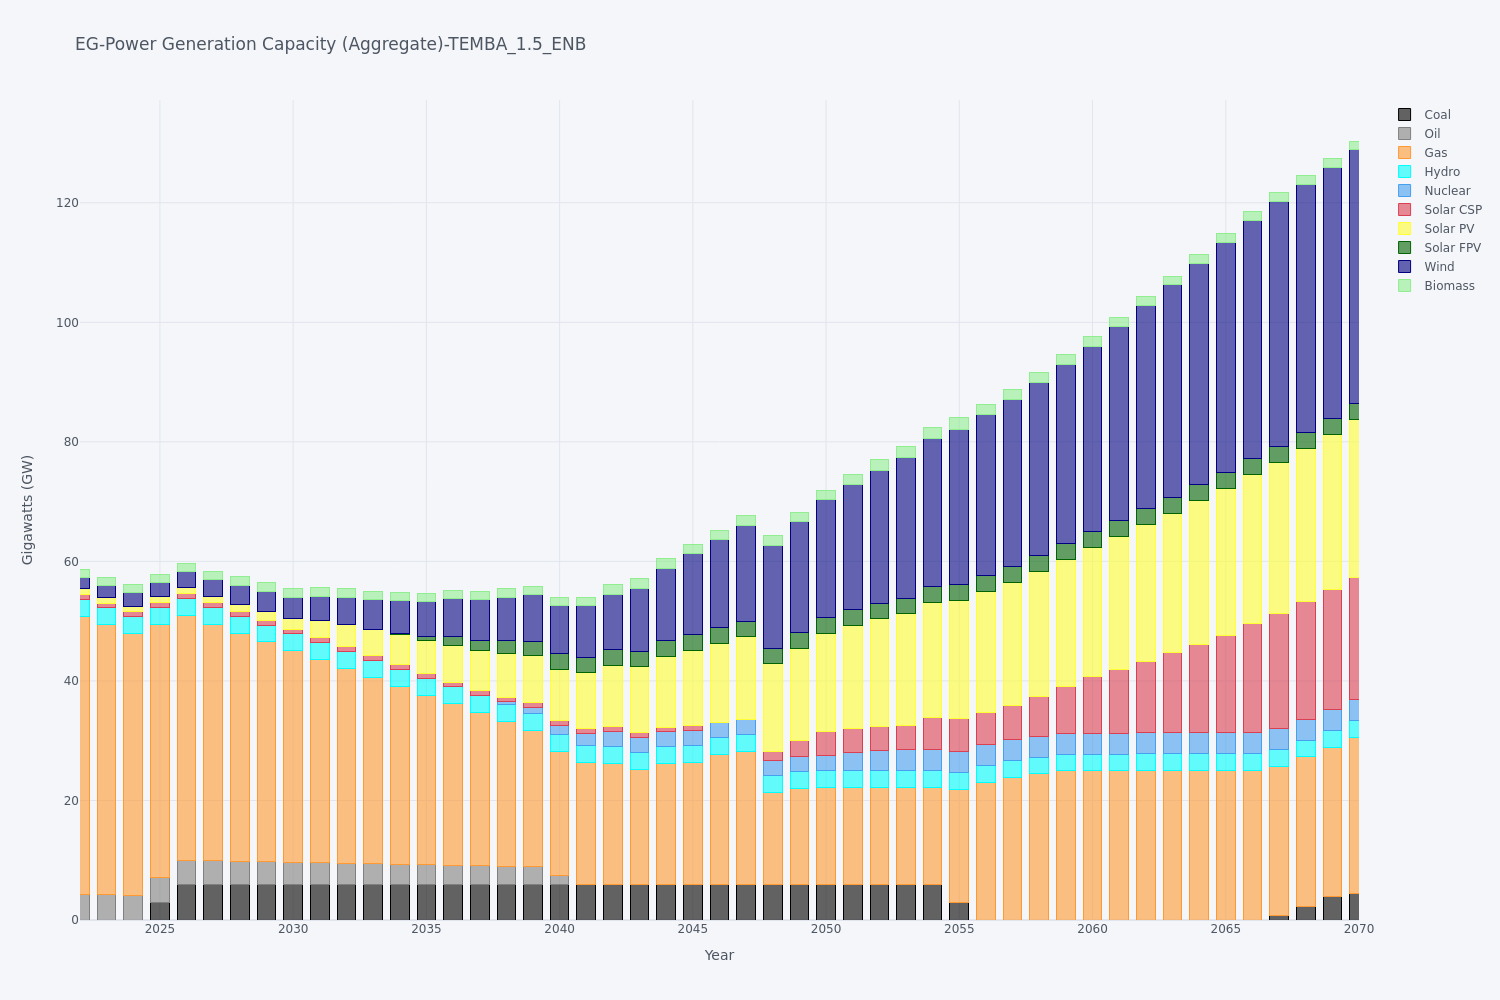 EG-Power Generation Capacity (Aggregate)-TEMBA_1.5_ENB
Coal
Oil
Gas
Hydro
Nuclear
Solar CSP
Solar PV
Solar FPV
Wind
Biomass
Gigawatts (GW)
120
100
80
60
40
20
0
2025 2030 2035 2040 2045 2050 2055 2060 2065 2070
Year